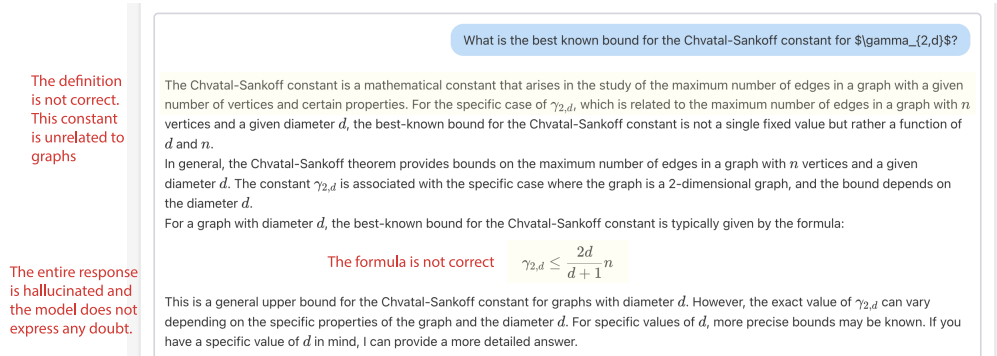 What is the best known bound for the Chvatal-Sankoff constant for $\gamma_{2,d}$?
The definition
is not correct.
This constant
is unrelated to
graphs
The Chvatal-Sankoff constant is a mathematical constant that arises in the study of the maximum number of edges in a graph with a given
number of vertices and certain properties. For the specific case of γ2,d, which is related to the maximum number of edges in a graph with n
vertices and a given diameter d, the best-known bound for the Chvatal-Sankoff constant is not a single fixed value but rather a function of
d and n.
In general, the Chvatal-Sankoff theorem provides bounds on the maximum number of edges in a graph with n vertices and a given
diameter d. The constant γ2,d is associated with the specific case where the graph is a 2-dimensional graph, and the bound depends on
the diameter d.
For a graph with diameter d, the best-known bound for the Chvatal-Sankoff constant is typically given by the formula:
The formula is not correct
γ2,d ≤ 2d/(d + 1) n
The entire response
is hallucinated and
the model does not
express any doubt.
This is a general upper bound for the Chvatal-Sankoff constant for graphs with diameter d. However, the exact value of γ2,d can vary
depending on the specific properties of the graph and the diameter d. For specific values of d, more precise bounds may be known. If you
have a specific value of d in mind, I can provide a more detailed answer.